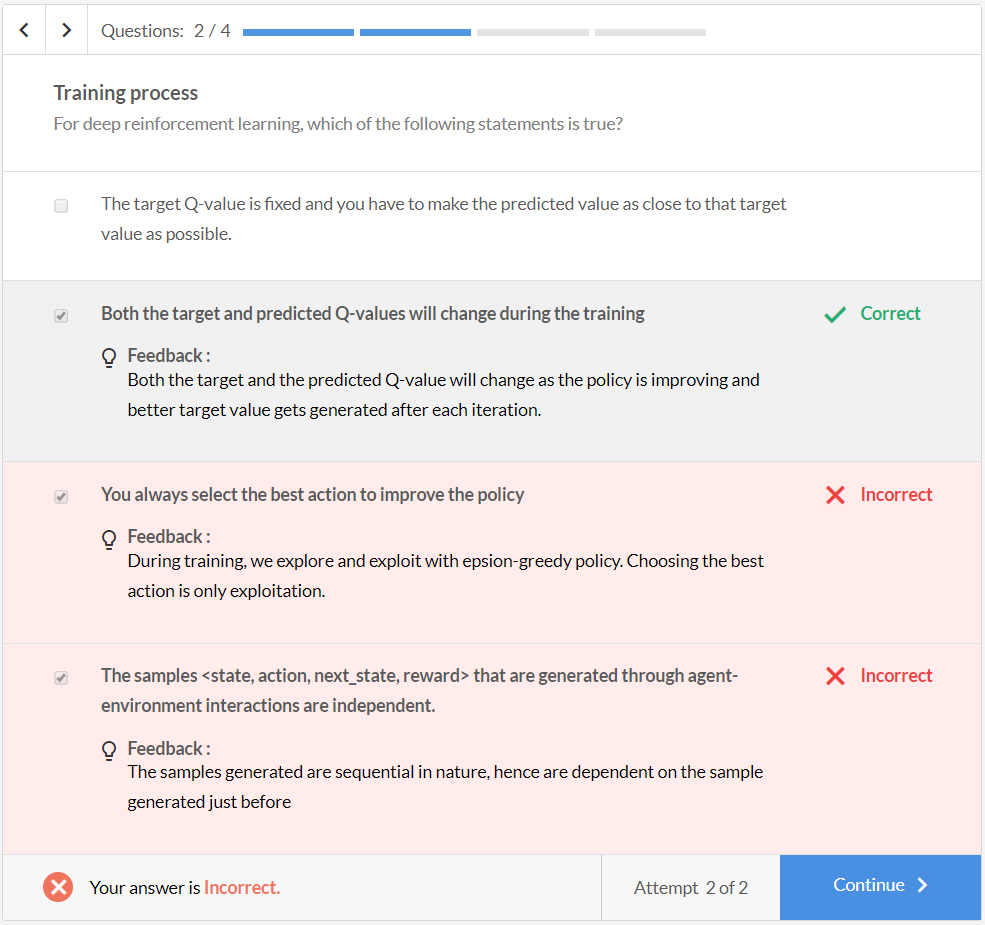 Questions: 2 / 4
Training process
For deep reinforcement learning, which of the following statements is true?
The target Q-value is fixed and you have to make the predicted value as close to that target
value as possible.
Both the target and predicted Q-values will change during the training
Correct
Feedback :
Both the target and the predicted Q-value will change as the policy is improving and
better target value gets generated after each iteration.
You always select the best action to improve the policy
Incorrect
Feedback :
During training, we explore and exploit with epsion-greedy policy. Choosing the best
action is only exploitation.
The samples <state, action, next_state, reward> that are generated through agent-
environment interactions are independent.
Incorrect
Feedback :
The samples generated are sequential in nature, hence are dependent on the sample
generated just before
Your answer is Incorrect.
Attempt 2 of 2
Continue